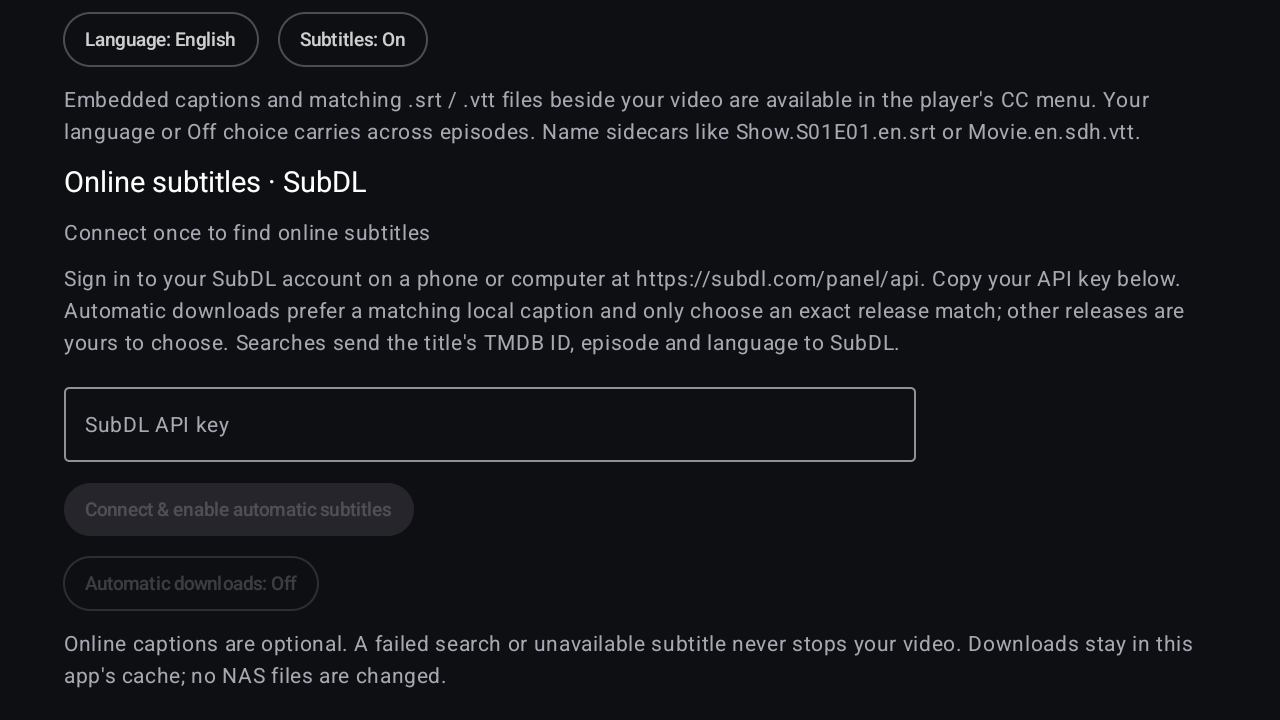 Language: English
Subtitles: On
Embedded captions and matching .srt / .vtt files beside your video are available in the player's CC menu. Your
language or Off choice carries across episodes. Name sidecars like Show.S01E01.en.srt or Movie.en.sdh.vtt.
Online subtitles · SubDL
Connect once to find online subtitles
Sign in to your SubDL account on a phone or computer at https://subdl.com/panel/api. Copy your API key below.
Automatic downloads prefer a matching local caption and only choose an exact release match; other releases are
yours to choose. Searches send the title's TMDB ID, episode and language to SubDL.
SubDL API key
Connect & enable automatic subtitles
Automatic downloads: Off
Online captions are optional. A failed search or unavailable subtitle never stops your video. Downloads stay in this
app's cache; no NAS files are changed.